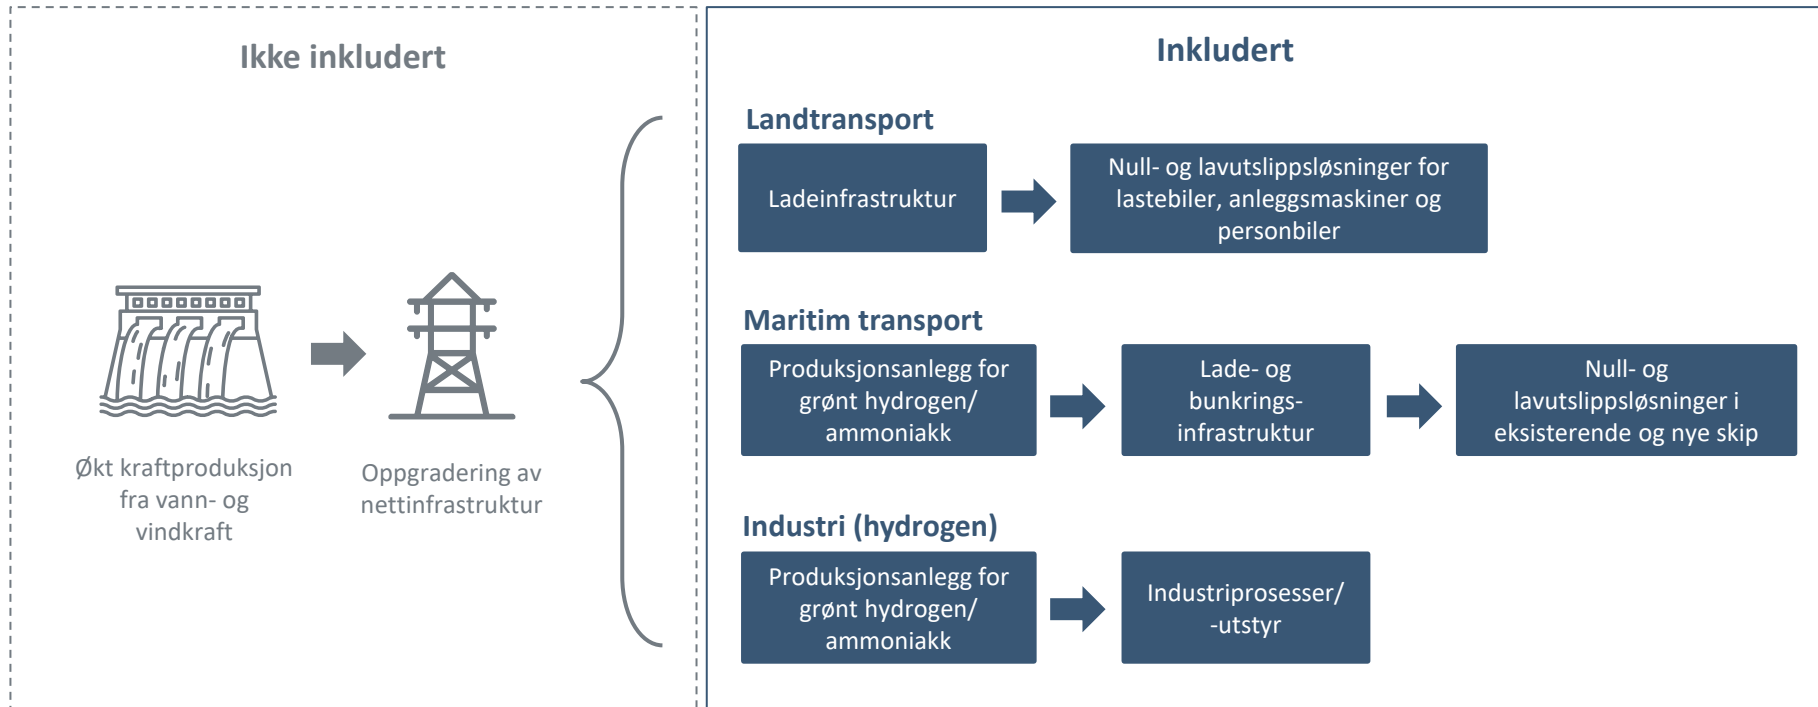 Ikke inkludert
Økt kraftproduksjon
fra vann- og
vindkraft
Oppgradering av
nettinfrastruktur
Inkludert
Landtransport
Ladeinfrastruktur
Null- og lavutslippsløsninger for
lastebiler, anleggsmaskiner og
personbiler
Maritim transport
Produksjonsanlegg for
grønt hydrogen/
ammoniakk
Lade- og
bunkrings-
infrastruktur
Null- og
lavutslippsløsninger i
eksisterende og nye skip
Industri (hydrogen)
Produksjonsanlegg for
grønt hydrogen/
ammoniakk
Industriprosesser/
-utstyr